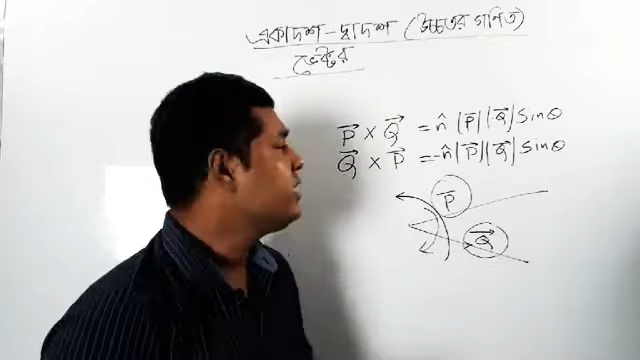 একাদশ-দ্বাদশ (উচ্চতর গণিত)
ভেক্টর
P⃗ × Q⃗ = n̂ |P⃗| |Q⃗| Sinθ
Q⃗ × P⃗ = -n̂ |P⃗| |Q⃗| Sinθ
P⃗
Q⃗